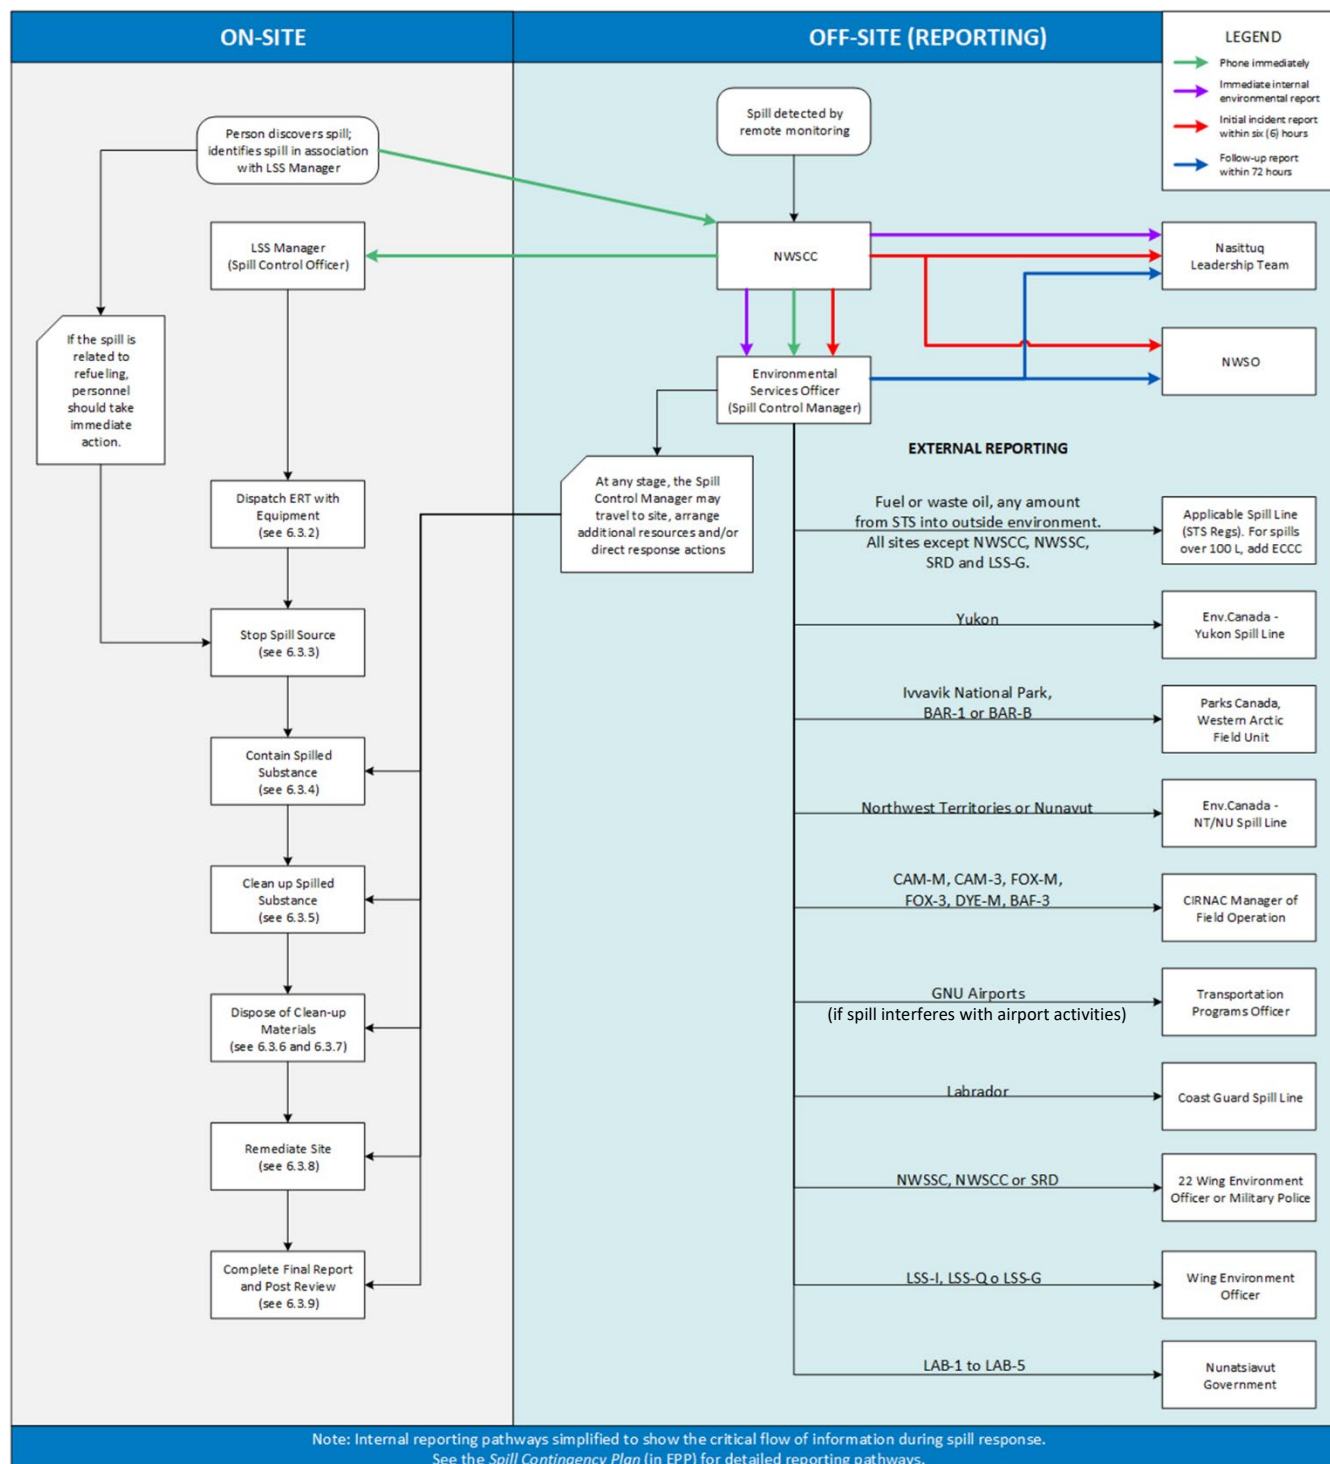 ON-SITE
OFF-SITE (REPORTING)
LEGEND
Phone immediately
Immediate internal
environmental report
Initial incident report
within six (6) hours
Follow-up report
within 72 hours
Person discovers spill;
identifies spill in association
with LSS Manager
Spill detected by
remote monitoring
LSS Manager
(Spill Control Officer)
NWSCC
Nasittuq
Leadership Team
If the spill is
related to
refueling,
personnel
should take
immediate
action.
NWSO
Environmental
Services Officer
(Spill Control Manager)
EXTERNAL REPORTING
At any stage, the Spill
Control Manager may
travel to site, arrange
additional resources and/or
direct response actions
Dispatch ERT with
Equipment
(see 6.3.2)
Fuel or waste oil, any amount
from STS into outside environment.
All sites except NWSCC, NWSSC,
SRD and LSS-G.
Applicable Spill Line
(STS Regs). For spills
over 100 L, add ECCC
Stop Spill Source
(see 6.3.3)
Yukon
Env.Canada -
Yukon Spill Line
Ivvavik National Park,
BAR-1 or BAR-B
Parks Canada,
Western Arctic
Field Unit
Contain Spilled
Substance
(see 6.3.4)
Northwest Territories or Nunavut
Env.Canada -
NT/NU Spill Line
Clean up Spilled
Substance
(see 6.3.5)
CAM-M, CAM-3, FOX-M,
FOX-3, DYE-M, BAF-3
CIRNAC Manager of
Field Operation
Dispose of Clean-up
Materials
(see 6.3.6 and 6.3.7)
GNU Airports
(if spill interferes with airport activities)
Transportation
Programs Officer
Labrador
Coast Guard Spill Line
Remediate Site
(see 6.3.8)
NWSSC, NWSCC or SRD
22 Wing Environment
Officer or Military Police
Complete Final Report
and Post Review
(see 6.3.9)
LSS-I, LSS-Q o LSS-G
Wing Environment
Officer
LAB-1 to LAB-5
Nunatsiavut
Government
Note: Internal reporting pathways simplified to show the critical flow of information during spill response.
See the Spill Contingency Plan (in EPP) for detailed reporting pathways.